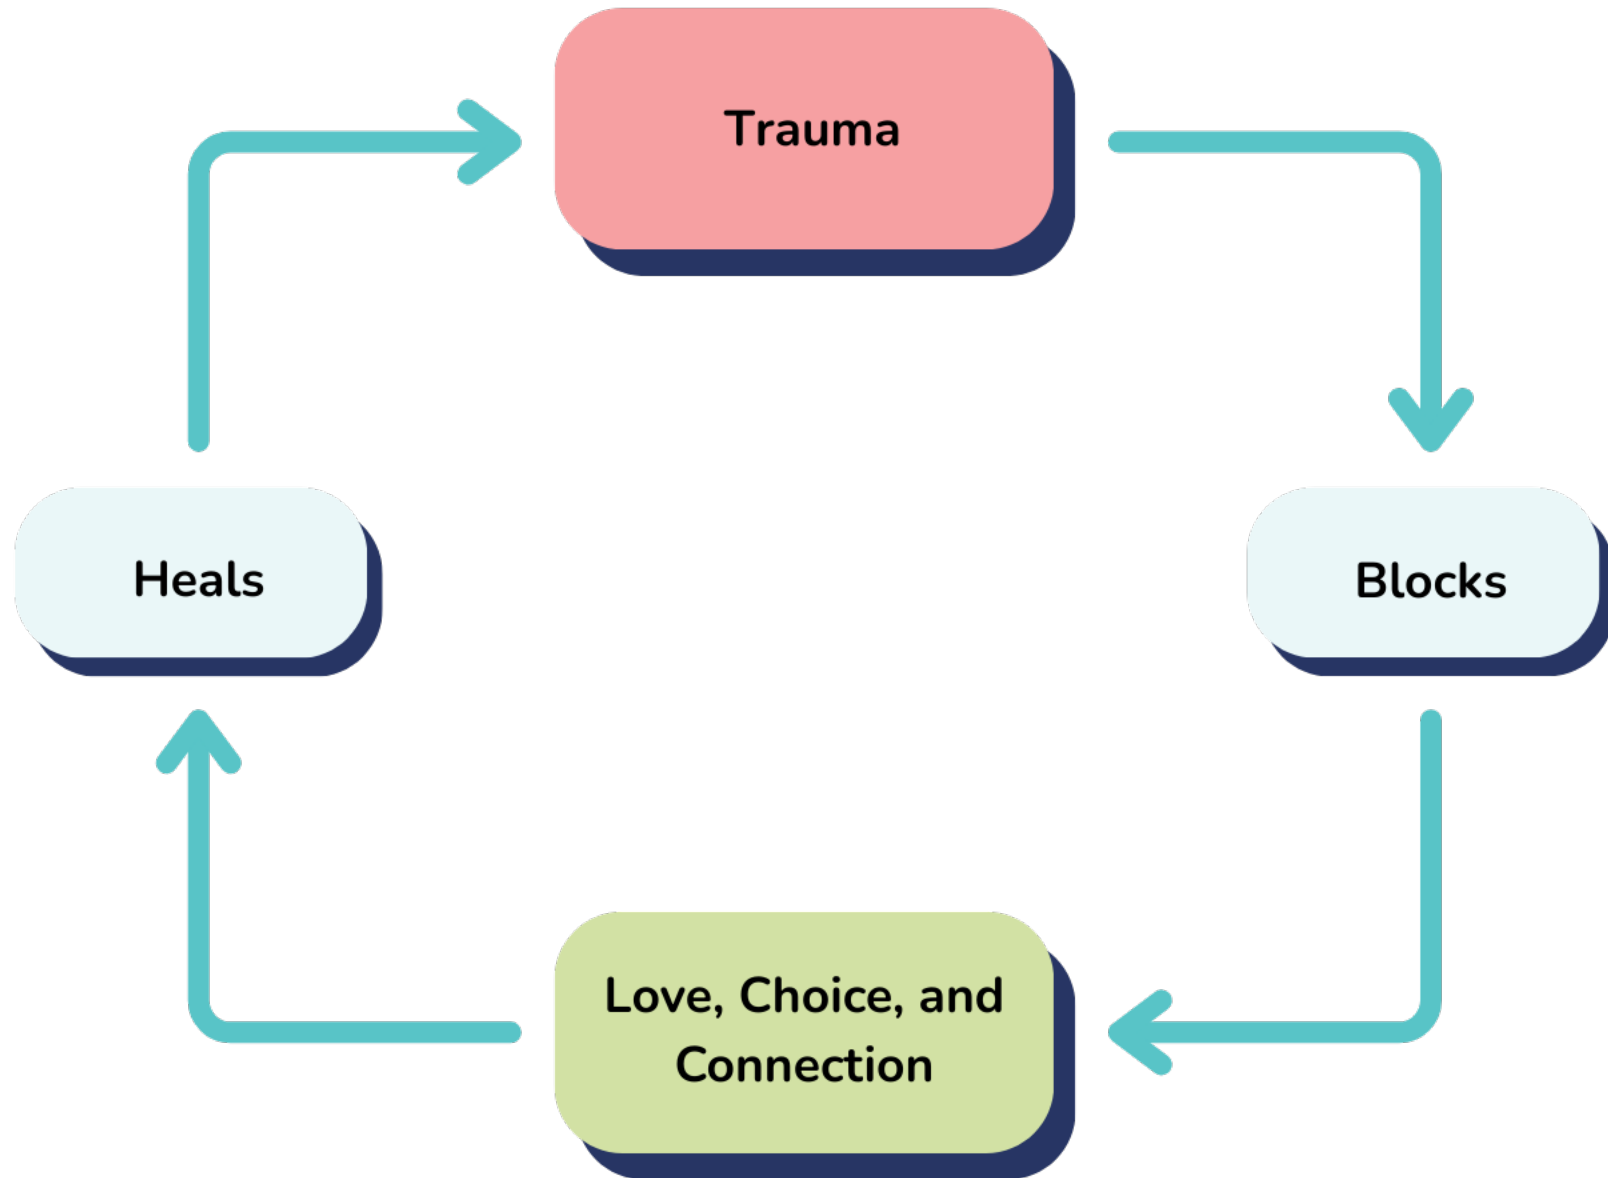 Trauma
Heals
Blocks
Love, Choice, and
Connection